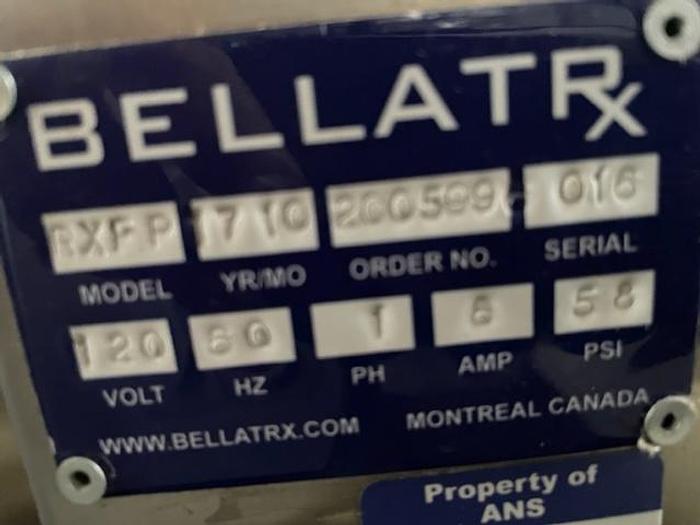 BELLATRx
RXFP 1710 200599 016
MODEL YR/MO ORDER NO. SERIAL
120 60 1 6 58
VOLT HZ PH AMP PSI
WWW.BELLATRX.COM MONTREAL CANADA
Property of
ANS